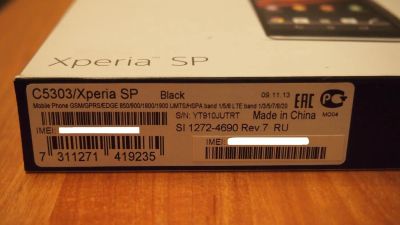 Xperia SP
C5303/Xperia SP Black 09.11.13
Mobile Phone GSM/GPRS/EDGE 850/900/1800/1900 UMTS/HSPA band 1/5/8 LTE band 1/3/5/7/8/20
EAC PG
S/N: YT910JUTRT Made in China MO04
IMEI:
SI 1272-4690 Rev 7 RU
7 311271 419235
IMEI: